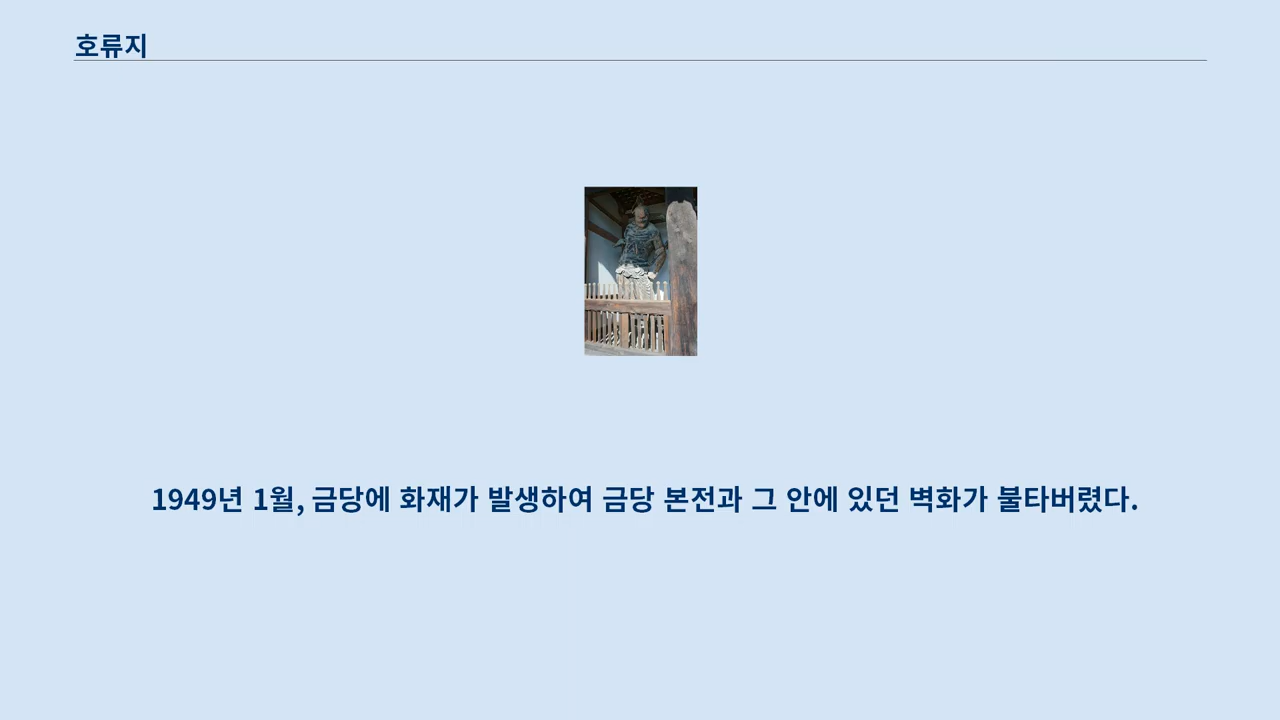 호류지
1949년 1월, 금당에 화재가 발생하여 금당 본전과 그 안에 있던 벽화가 불타버렸다.